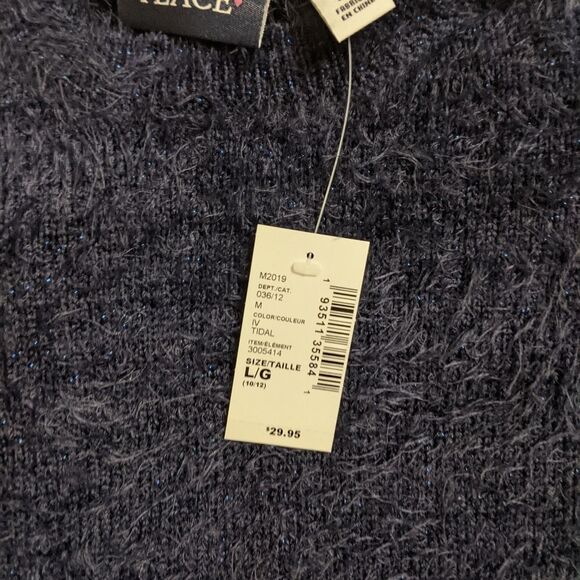 PLACE
EN CHINE
M2019
DEPT./CAT.
036/12
M
COLOR/COULEUR
IV
TIDAL
ITEM/ELÉMENT
3005414
SIZE/TAILLE
L/G
(10/12)
$29.95
1 93511 35584 1